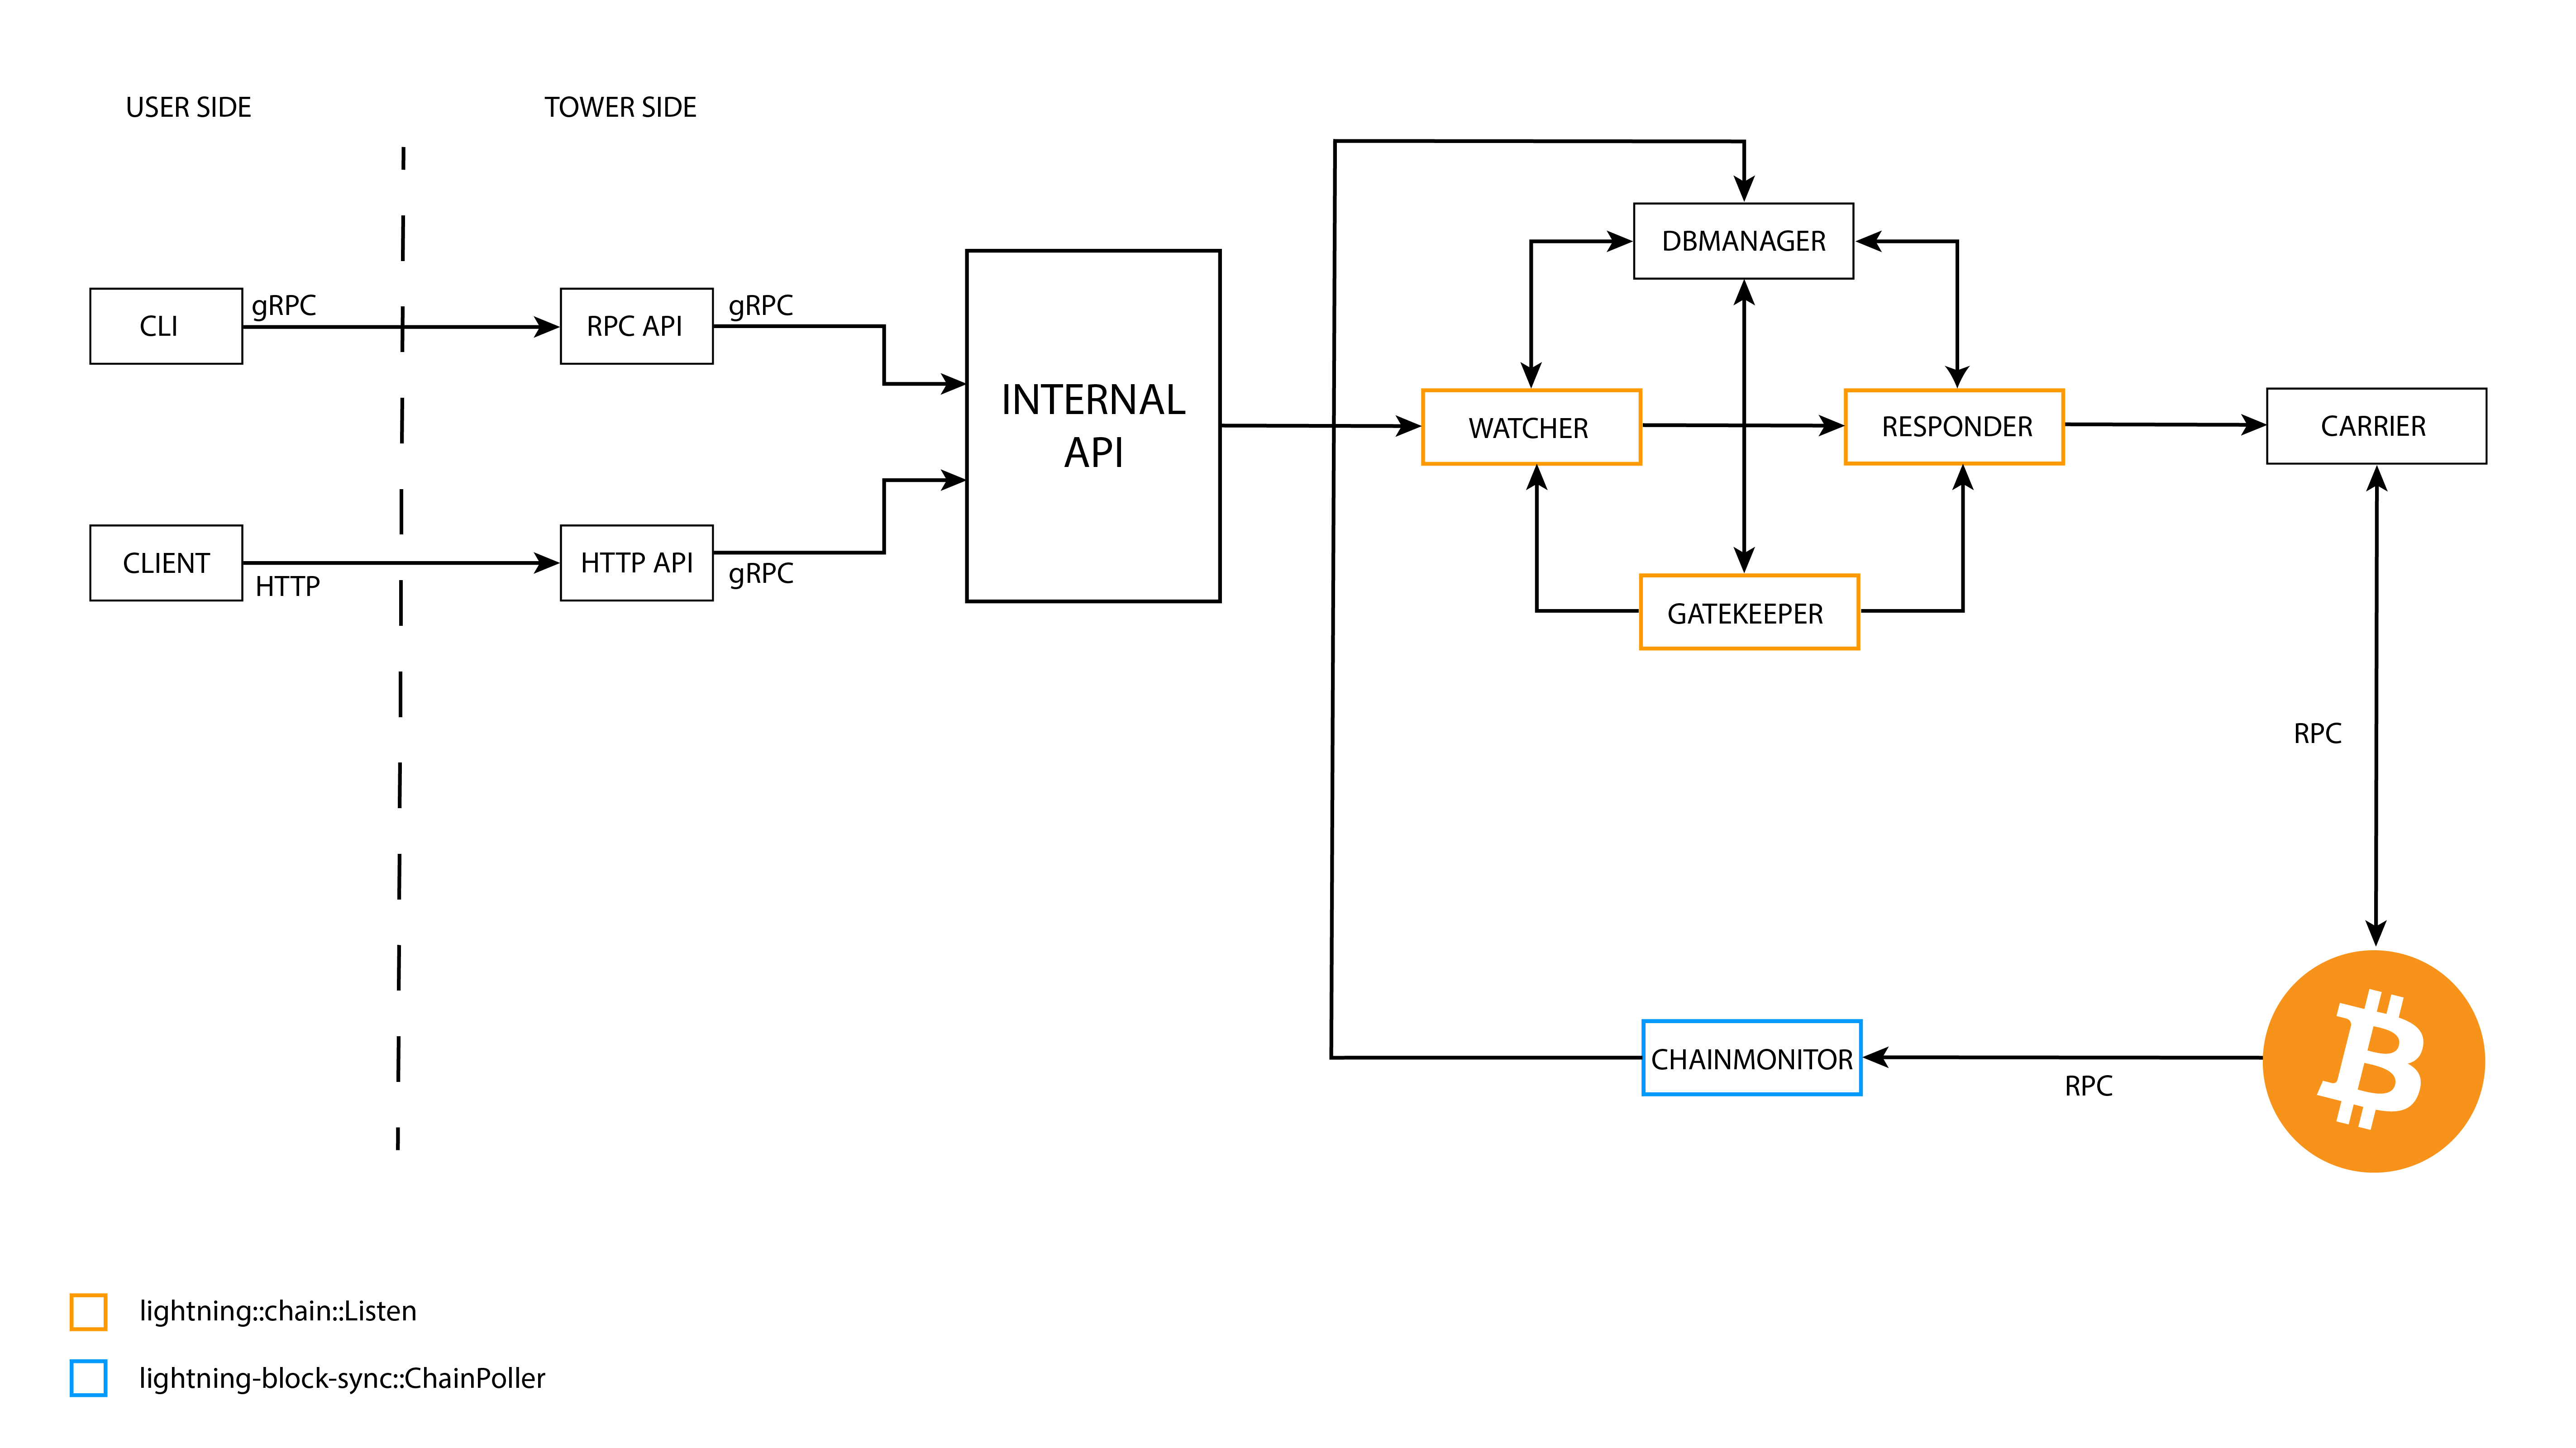 USER SIDE
TOWER SIDE
DBMANAGER
CLI
gRPC
RPC API
gRPC
INTERNAL
API
WATCHER
RESPONDER
CARRIER
CLIENT
HTTP
HTTP API
gRPC
GATEKEEPER
RPC
CHAINMONITOR
RPC
lightning::chain::Listen
lightning-block-sync::ChainPoller